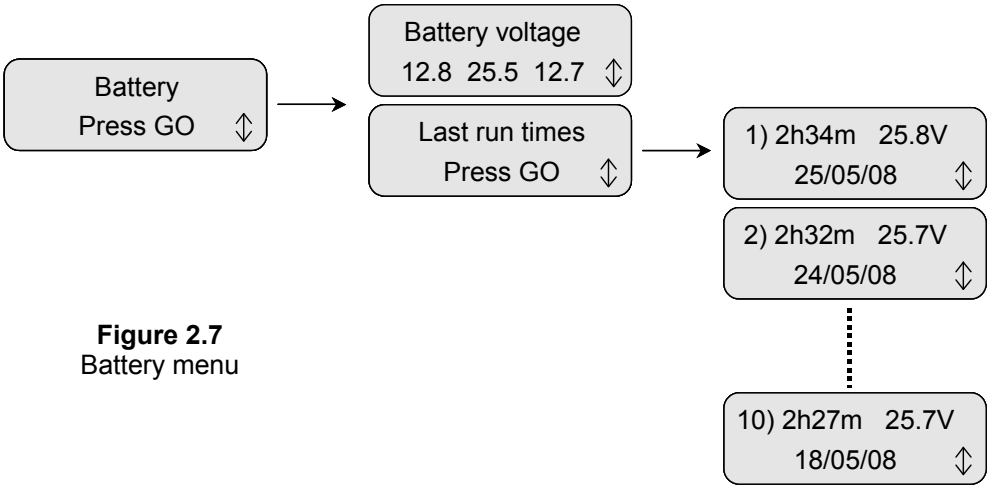 Battery
Press GO
Battery voltage
12.8 25.5 12.7
Last run times
Press GO
1) 2h34m 25.8V
25/05/08
2) 2h32m 25.7V
24/05/08
10) 2h27m 25.7V
18/05/08
Figure 2.7
Battery menu